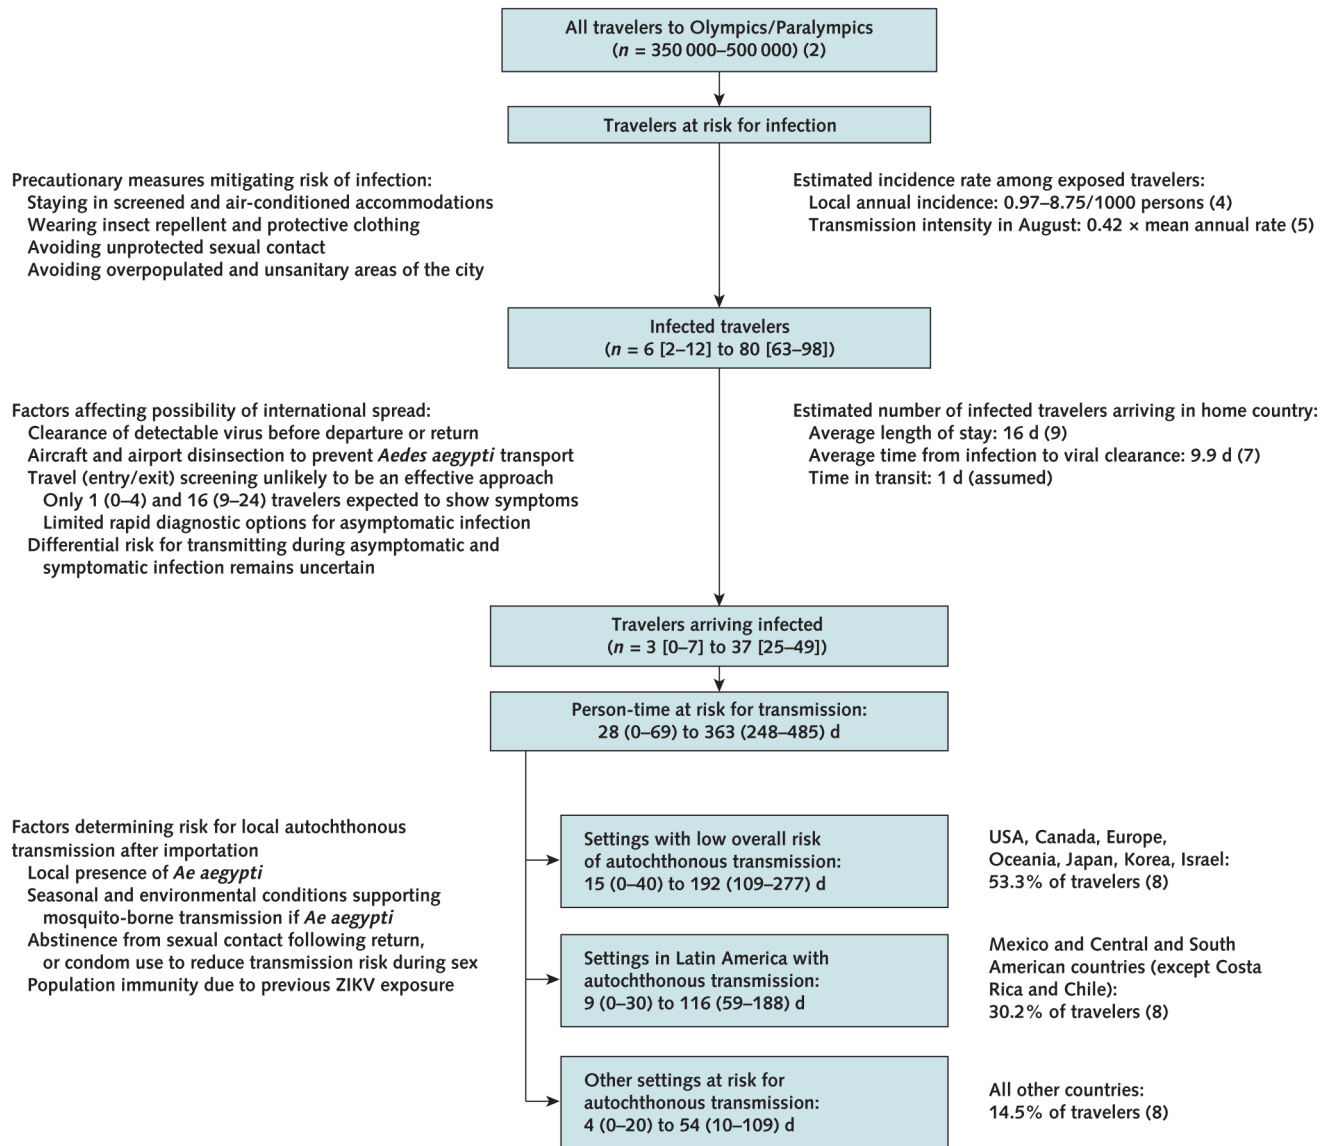 All travelers to Olympics/Paralympics
(n = 350 000–500 000) (2)
Travelers at risk for infection
Precautionary measures mitigating risk of infection:
Staying in screened and air-conditioned accommodations
Wearing insect repellent and protective clothing
Avoiding unprotected sexual contact
Avoiding overpopulated and unsanitary areas of the city
Estimated incidence rate among exposed travelers:
Local annual incidence: 0.97–8.75/1000 persons (4)
Transmission intensity in August: 0.42 × mean annual rate (5)
Infected travelers
(n = 6 [2–12] to 80 [63–98])
Factors affecting possibility of international spread:
Clearance of detectable virus before departure or return
Aircraft and airport disinsection to prevent Aedes aegypti transport
Travel (entry/exit) screening unlikely to be an effective approach
Only 1 (0–4) and 16 (9–24) travelers expected to show symptoms
Limited rapid diagnostic options for asymptomatic infection
Differential risk for transmitting during asymptomatic and
symptomatic infection remains uncertain
Estimated number of infected travelers arriving in home country:
Average length of stay: 16 d (9)
Average time from infection to viral clearance: 9.9 d (7)
Time in transit: 1 d (assumed)
Travelers arriving infected
(n = 3 [0–7] to 37 [25–49])
Person-time at risk for transmission:
28 (0–69) to 363 (248–485) d
Factors determining risk for local autochthonous
transmission after importation
Local presence of Ae aegypti
Seasonal and environmental conditions supporting
mosquito-borne transmission if Ae aegypti
Abstinence from sexual contact following return,
or condom use to reduce transmission risk during sex
Population immunity due to previous ZIKV exposure
Settings with low overall risk
of autochthonous transmission:
15 (0–40) to 192 (109–277) d
USA, Canada, Europe,
Oceania, Japan, Korea, Israel:
53.3% of travelers (8)
Settings in Latin America with
autochthonous transmission:
9 (0–30) to 116 (59–188) d
Mexico and Central and South
American countries (except Costa
Rica and Chile):
30.2% of travelers (8)
Other settings at risk for
autochthonous transmission:
4 (0–20) to 54 (10–109) d
All other countries:
14.5% of travelers (8)